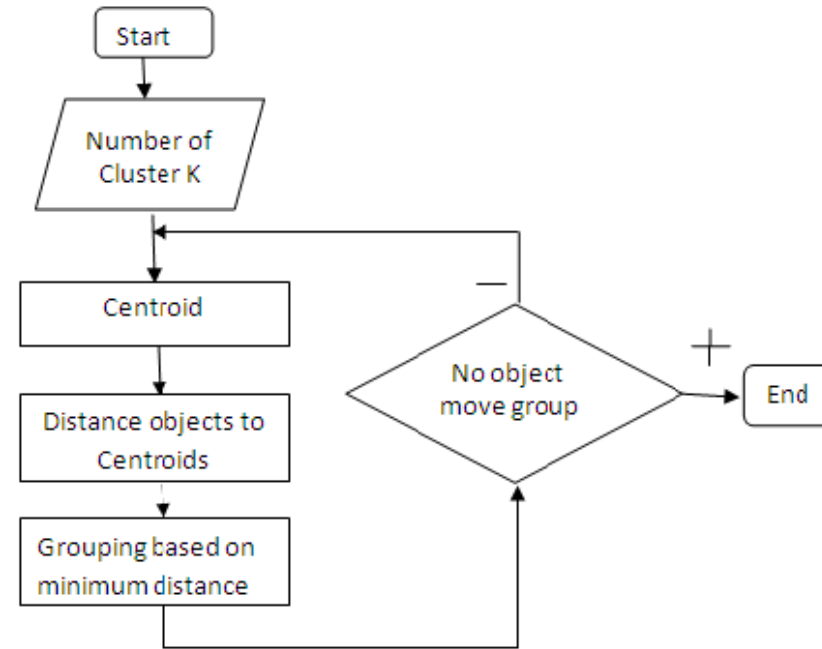 Start
Number of
Cluster K
Centroid
Distance objects to
Centroids
Grouping based on
minimum distance
No object
move group
−
+
End